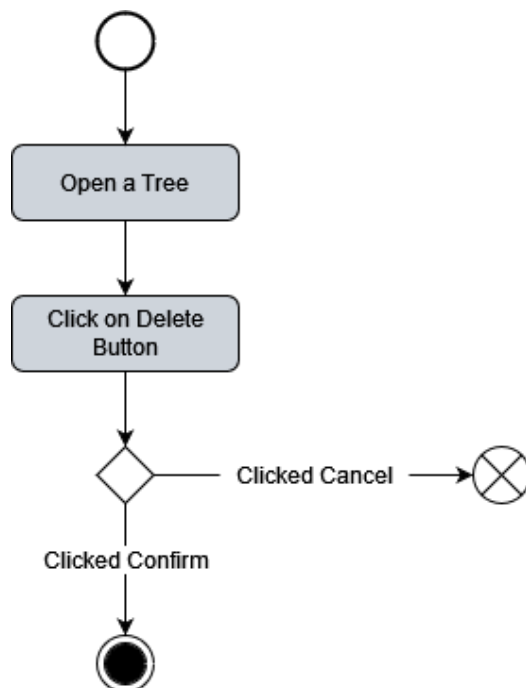 Open a Tree
Click on Delete
Button
Clicked Cancel
Clicked Confirm